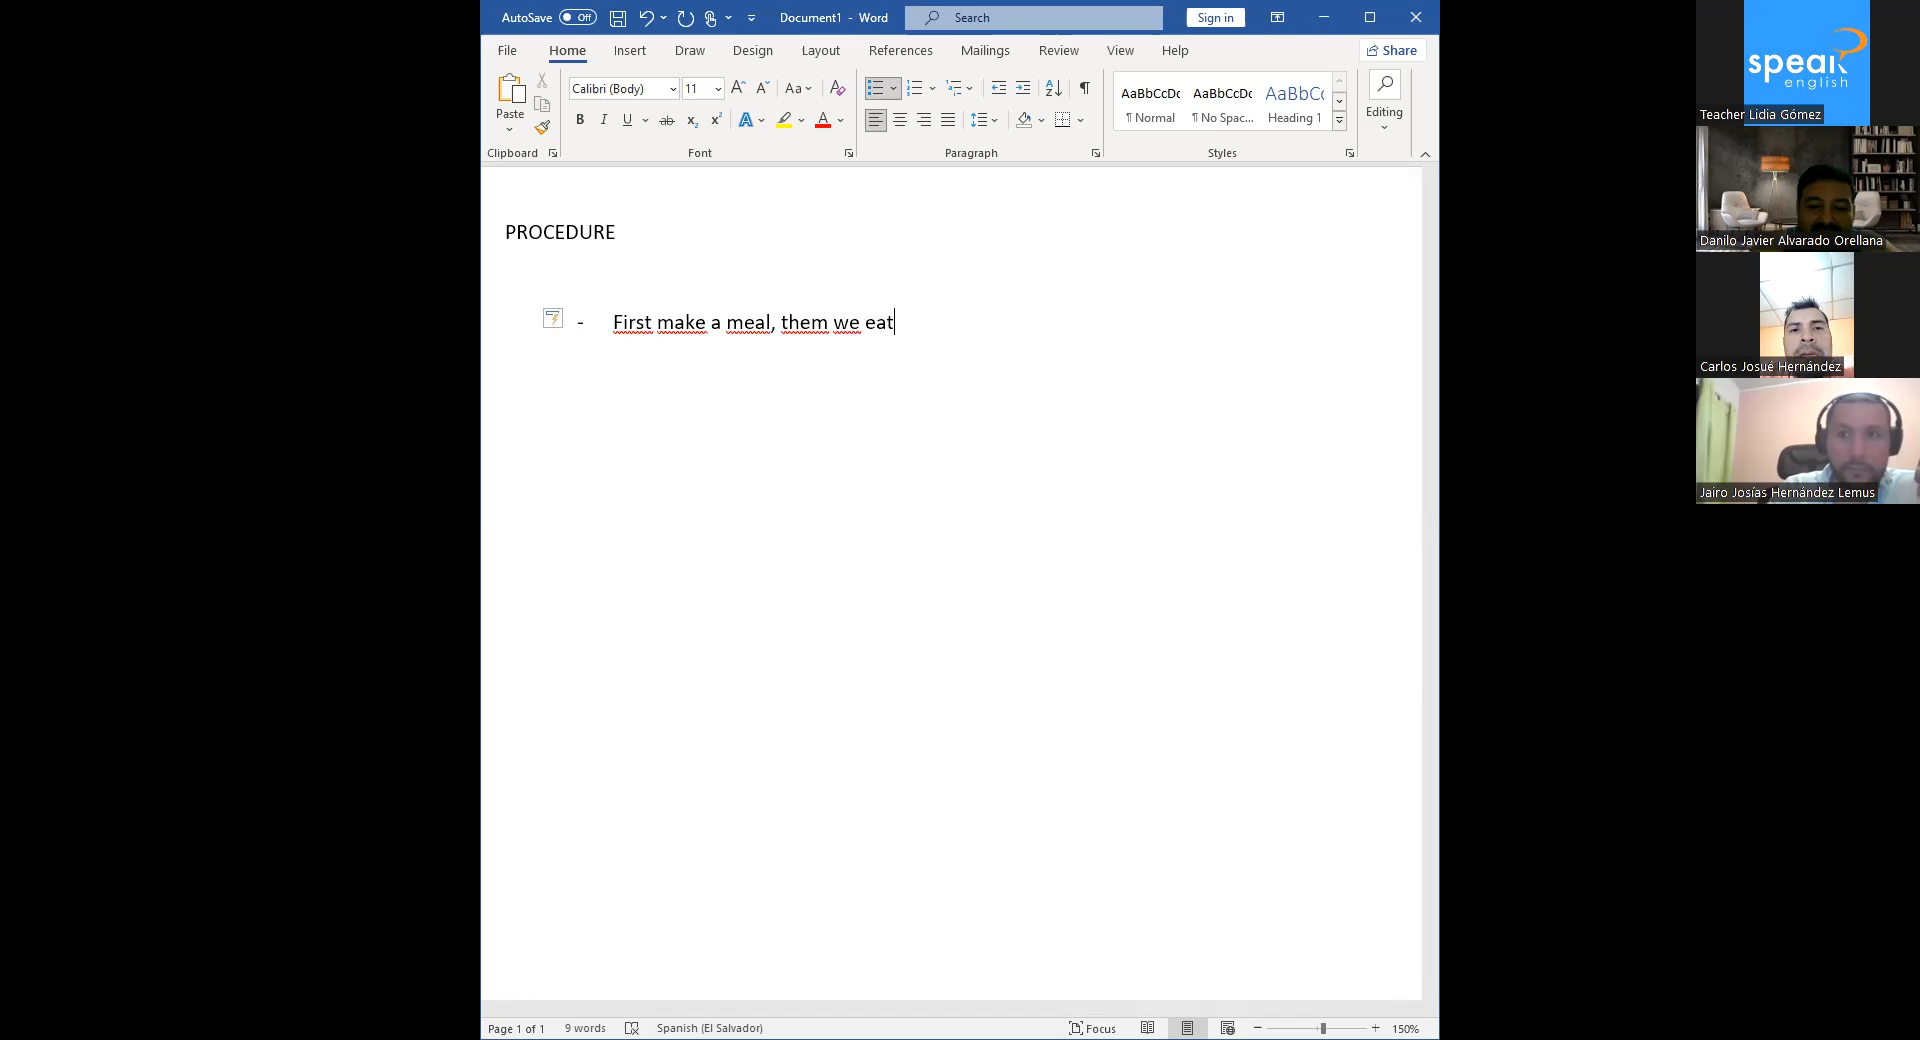 AutoSave Off Document1 - Word Search Sign in
File Home Insert Draw Design Layout References Mailings Review View Help Share
Paste
Clipboard
Calibri (Body) 11
Font
Paragraph
AaBbCcDc AaBbCcDc AaBbCc
¶ Normal ¶ No Spac... Heading 1
Styles
Editing
PROCEDURE
- First make a meal, them we eat
Page 1 of 1 9 words Spanish (El Salvador) Focus 150%
speak
english
Teacher Lidia Gómez
Danilo Javier Alvarado Orellana
Carlos Josué Hernández
Jairo Josías Hernández Lemus